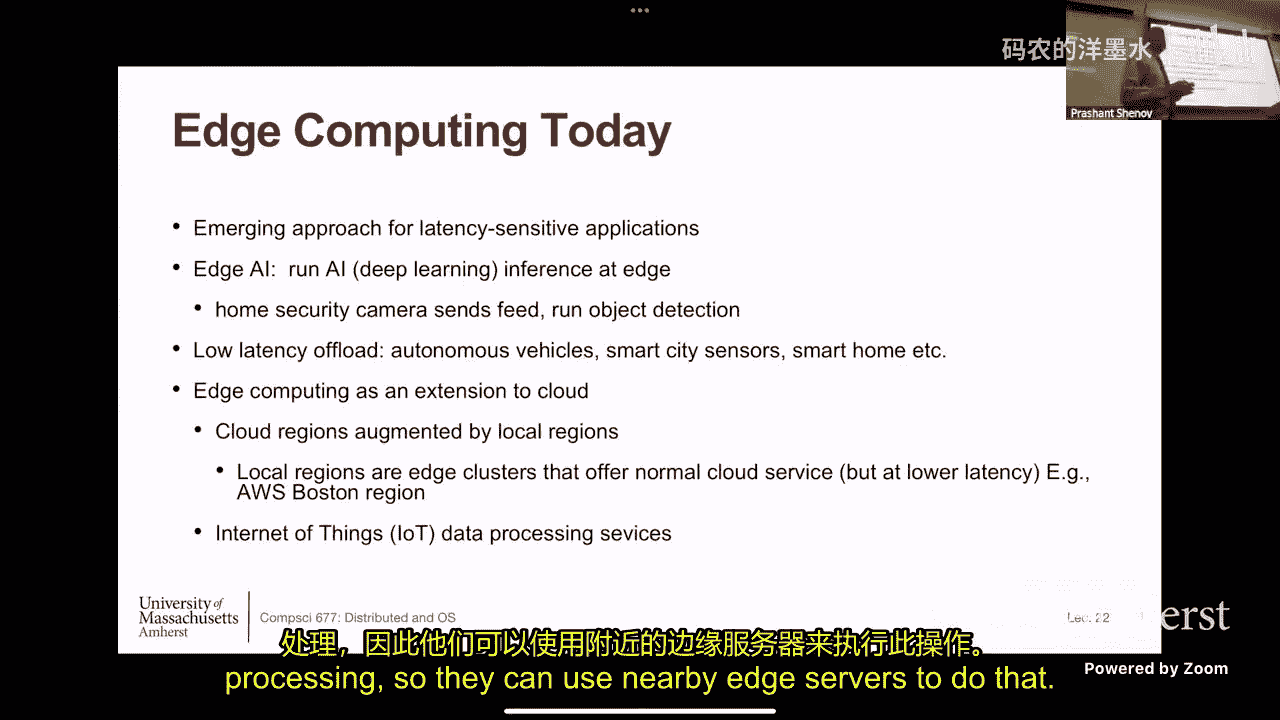 码农的洋墨水
Prashant Shenoy
Edge Computing Today
• Emerging approach for latency-sensitive applications
• Edge AI: run AI (deep learning) inference at edge
• home security camera sends feed, run object detection
• Low latency offload: autonomous vehicles, smart city sensors, smart home etc.
• Edge computing as an extension to cloud
• Cloud regions augmented by local regions
• Local regions are edge clusters that offer normal cloud service (but at lower latency) E.g.,
AWS Boston region
• Internet of Things (IoT) data processing sevices
University of
Massachusetts
Amherst
Compsci 677: Distributed and OS
Lec. 22
erst
处理，因此他们可以使用附近的边缘服务器来执行此操作。
processing, so they can use nearby edge servers to do that.
Powered by Zoom